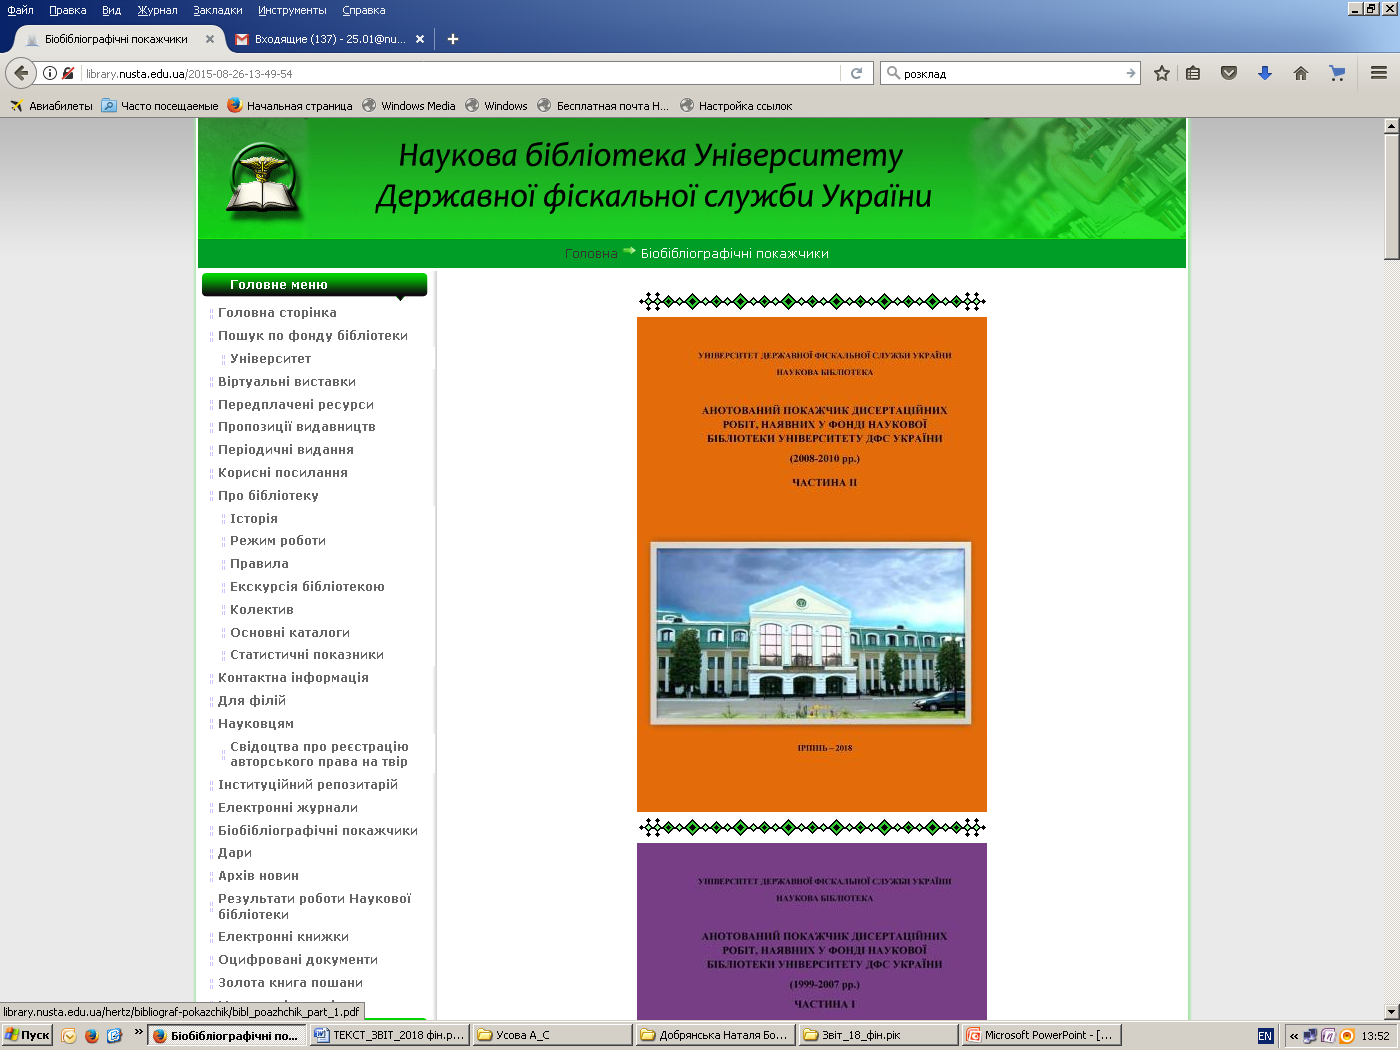 Файл Правка Вид Журнал Закладки Инструменты Справка
Біобібліографічні покажчики
Входящие (137) - 25.01@nu...
library.nusta.edu.ua/2015-08-26-13-49-54
розклад
Авиабилеты Часто посещаемые Начальная страница Windows Media Windows Бесплатная почта H... Настройка ссылок
Наукова бібліотека Університету
Державної фіскальної служби України
Головна Біобібліографічні покажчики
Головне меню
Головна сторінка
Пошук по фонду бібліотеки
Університет
Віртуальні виставки
Передплачені ресурси
Пропозиції видавництв
Періодичні видання
Корисні посилання
Про бібліотеку
Історія
Режим роботи
Правила
Екскурсія бібліотекою
Колектив
Основні каталоги
Статистичні показники
Контактна інформація
Для філій
Науковцям
Свідоцтва про реєстрацію
авторського права на твір
Інституційний репозитарій
Електронні журнали
Біобібліографічні покажчики
Дари
Архів новин
Результати роботи Наукової
бібліотеки
Електронні книжки
Оцифровані документи
Золота книга пошани
УНІВЕРСИТЕТ ДЕРЖАВНОЇ ФІСКАЛЬНОЇ СЛУЖБИ УКРАЇНИ
НАУКОВА БІБЛІОТЕКА
АНОТОВАНИЙ ПОКАЖЧИК ДИСЕРТАЦІЙНИХ
РОБІТ, НАЯВНИХ У ФОНДІ НАУКОВОЇ
БІБЛІОТЕКИ УНІВЕРСИТЕТУ ДФС УКРАЇНИ
(2008-2010 рр.)
ЧАСТИНА ІІ
ІРПІНЬ – 2018
УНІВЕРСИТЕТ ДЕРЖАВНОЇ ФІСКАЛЬНОЇ СЛУЖБИ УКРАЇНИ
НАУКОВА БІБЛІОТЕКА
АНОТОВАНИЙ ПОКАЖЧИК ДИСЕРТАЦІЙНИХ
РОБІТ, НАЯВНИХ У ФОНДІ НАУКОВОЇ
БІБЛІОТЕКИ УНІВЕРСИТЕТУ ДФС УКРАЇНИ
(1999-2007 рр.)
ЧАСТИНА І
library.nusta.edu.ua/hertz/bibliograf-pokazchik/bibl_poazhchik_part_1.pdf
Пуск » Біобібліографічні по... ТЕКСТ_ЗВІТ_2018 фін.р... Усова А_С Добрянська Наталя Бо... Звіт_18_фін.рік Microsoft PowerPoint - [... EN « 13:52